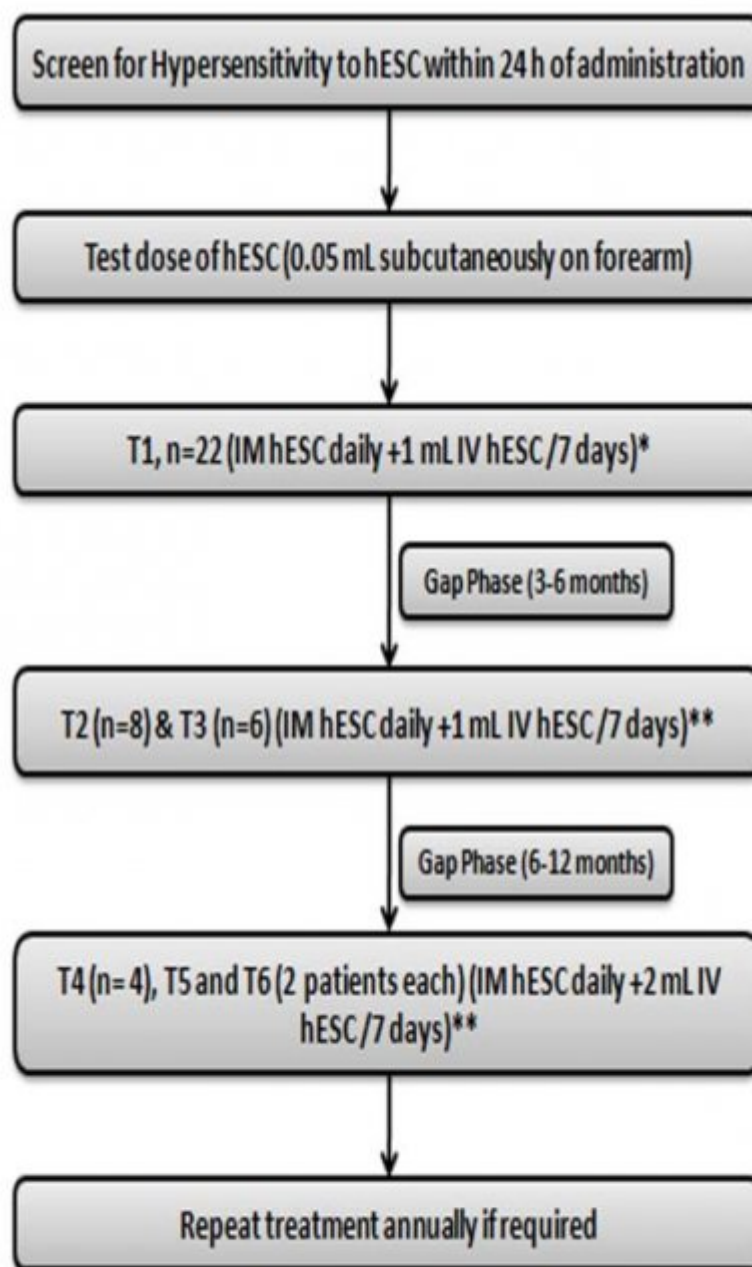 Screen for Hypersensitivity to hESC within 24 h of administration
Test dose of hESC (0.05 mL subcutaneously on forearm)
T1, n=22 (IM hESC daily +1 mL IV hESC/7 days)*
Gap Phase (3-6 months)
T2 (n=8) & T3 (n=6) (IM hESC daily +1 mL IV hESC/7 days)**
Gap Phase (6-12 months)
T4 (n= 4), T5 and T6 (2 patients each) (IM hESC daily +2 mL IV
hESC/7 days)**
Repeat treatment annually if required